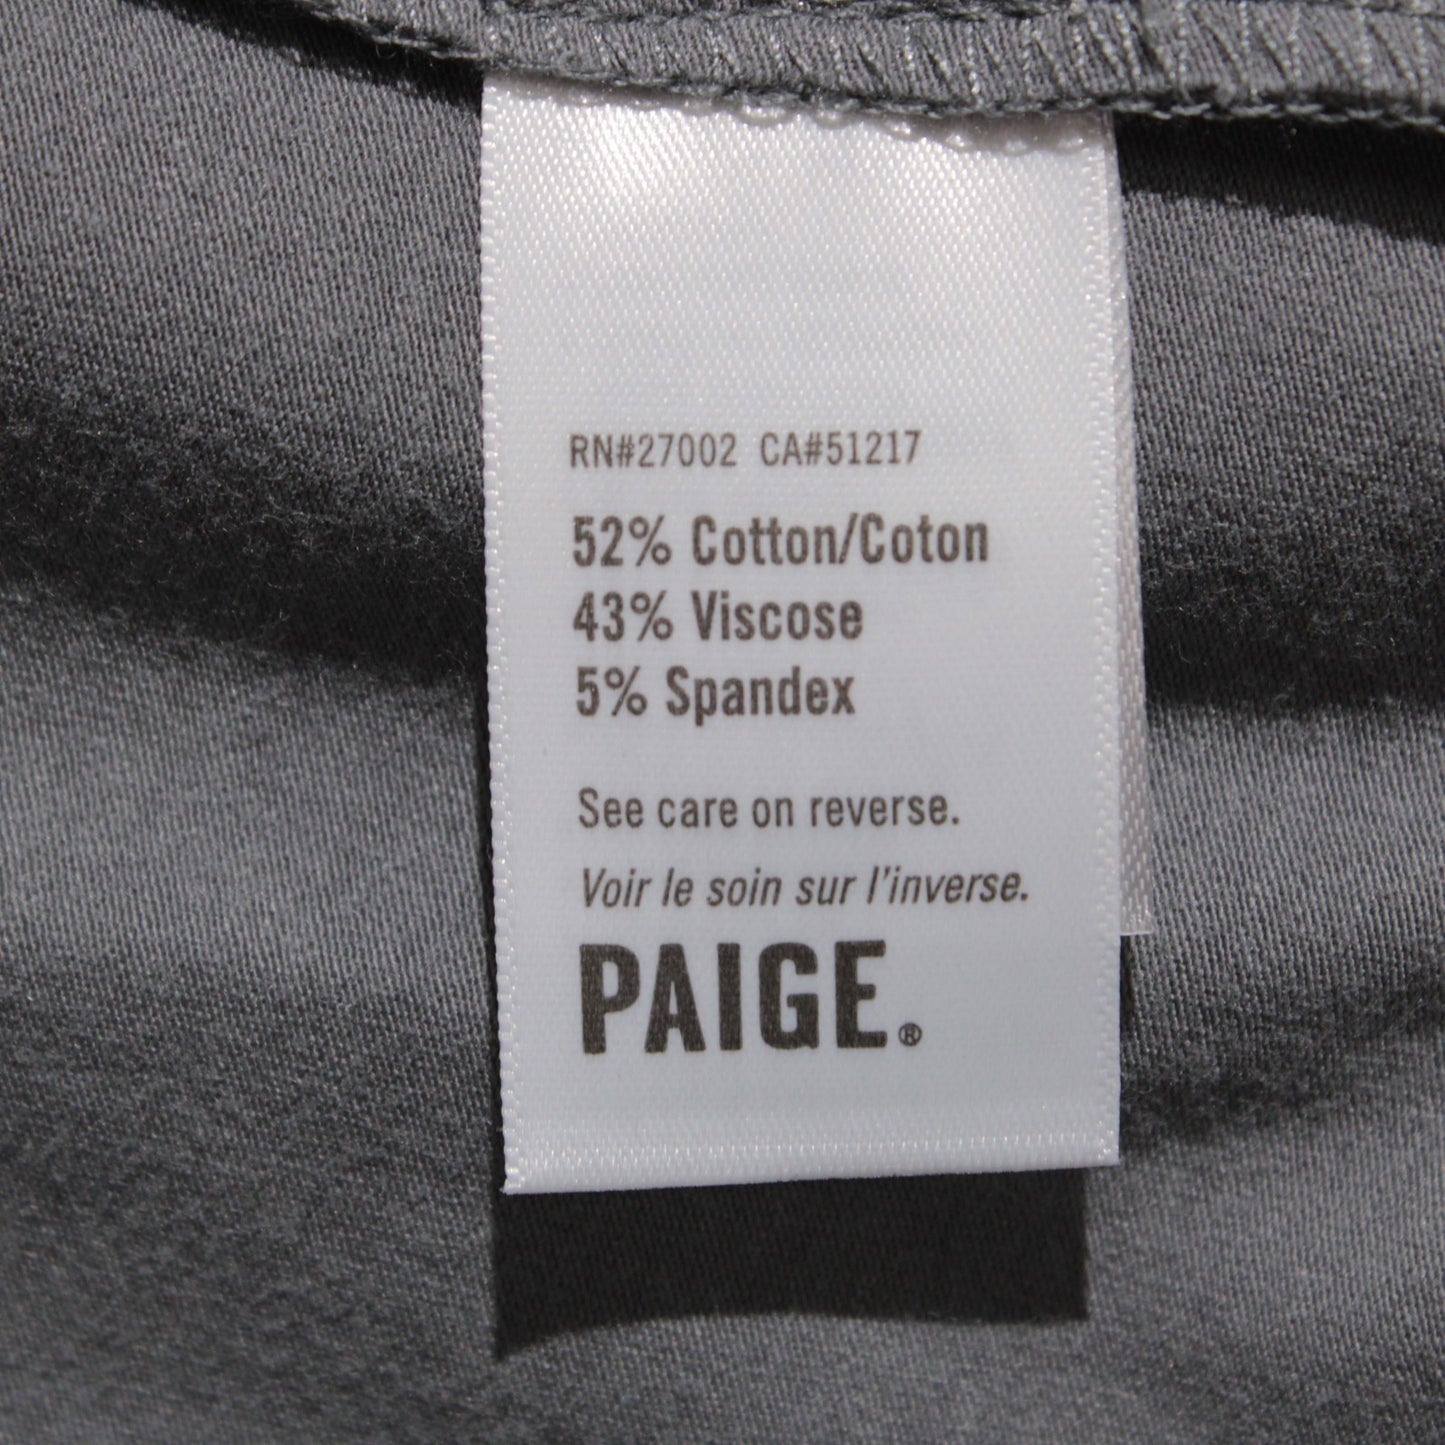 RN#27002 CA#51217
52% Cotton/Coton
43% Viscose
5% Spandex
See care on reverse.
Voir le soin sur l'inverse.
PAIGE.®